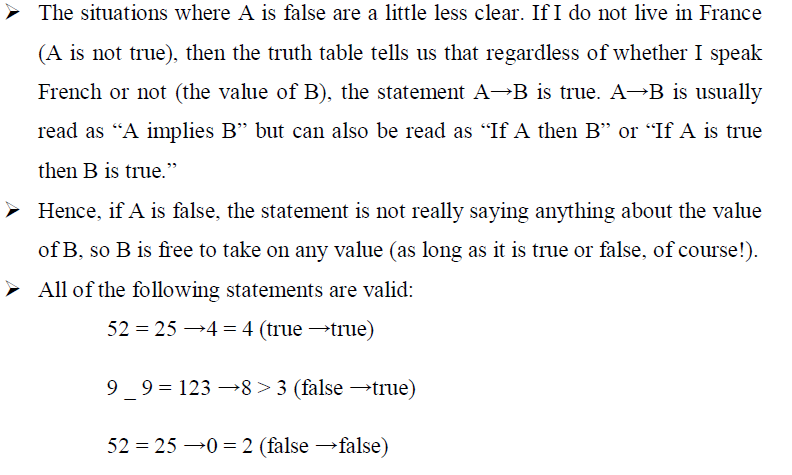 ➢ The situations where A is false are a little less clear. If I do not live in France
(A is not true), then the truth table tells us that regardless of whether I speak
French or not (the value of B), the statement A→B is true. A→B is usually
read as “A implies B” but can also be read as “If A then B” or “If A is true
then B is true.”
➢ Hence, if A is false, the statement is not really saying anything about the value
of B, so B is free to take on any value (as long as it is true or false, of course!).
➢ All of the following statements are valid:
52 = 25 →4 = 4 (true →true)
9 _ 9 = 123 →8 > 3 (false →true)
52 = 25 →0 = 2 (false →false)